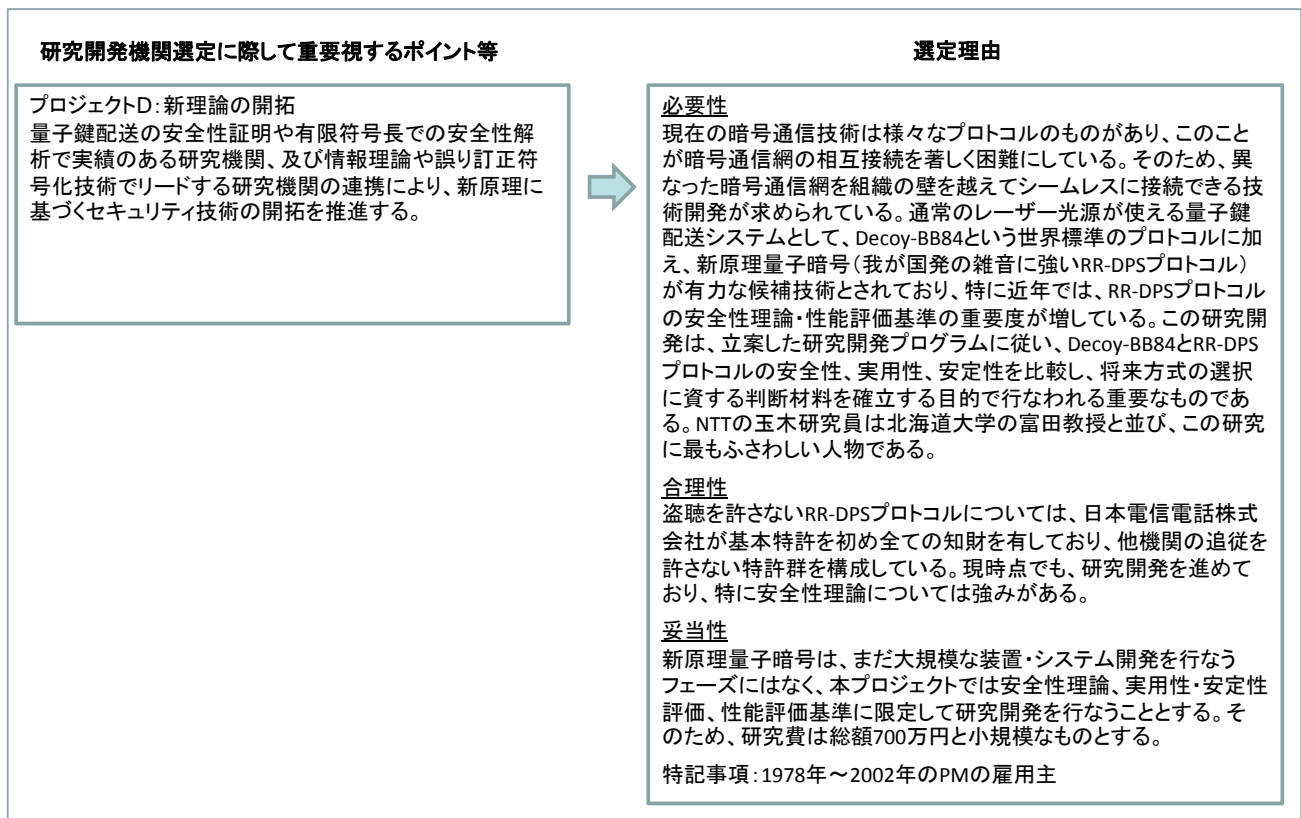 研究開発機関選定に際して重要視するポイント等
選定理由
プロジェクトD:新理論の開拓
量子鍵配送の安全性証明や有限符号長での安全性解
析で実績のある研究機関、及び情報理論や誤り訂正符
号化技術でリードする研究機関の連携により、新原理に
基づくセキュリティ技術の開拓を推進する。
必要性
現在の暗号通信技術は様々なプロトコルのものがあり、このこと
が暗号通信網の相互接続を著しく困難にしている。そのため、異
なった暗号通信網を組織の壁を越えてシームレスに接続できる技
術開発が求められている。通常のレーザー光源が使える量子鍵
配送システムとして、Decoy-BB84という世界標準のプロトコルに加
え、新原理量子暗号(我が国発の雑音に強いRR-DPSプロトコル)
が有力な候補技術とされており、特に近年では、RR-DPSプロトコル
の安全性理論・性能評価基準の重要度が増している。この研究開
発は、立案した研究開発プログラムに従い、Decoy-BB84とRR-DPS
プロトコルの安全性、実用性、安定性を比較し、将来方式の選択
に資する判断材料を確立する目的で行なわれる重要なものであ
る。NTTの玉木研究員は北海道大学の富田教授と並び、この研究
に最もふさわしい人物である。
合理性
盗聴を許さないRR-DPSプロトコルについては、日本電信電話株式
会社が基本特許を初め全ての知財を有しており、他機関の追従を
許さない特許群を構成している。現時点でも、研究開発を進めて
おり、特に安全性理論については強みがある。
妥当性
新原理量子暗号は、まだ大規模な装置・システム開発を行なう
フェーズにはなく、本プロジェクトでは安全性理論、実用性・安定性
評価、性能評価基準に限定して研究開発を行なうこととする。そ
のため、研究費は総額700万円と小規模なものとする。
特記事項:1978年～2002年のPMの雇用主